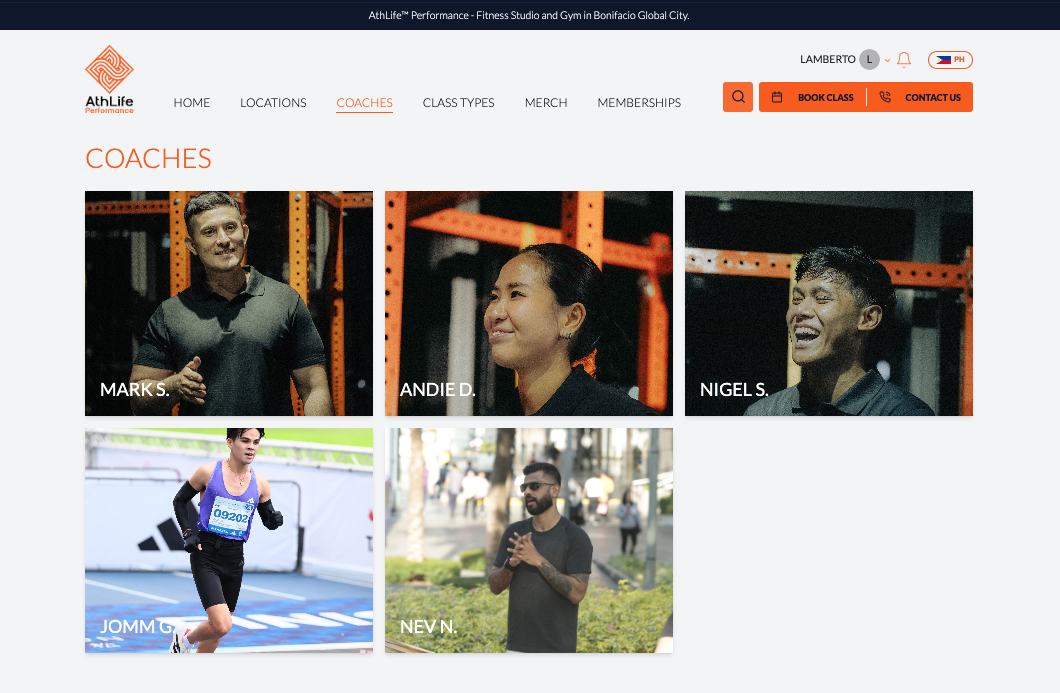 AthLife™ Performance - Fitness Studio and Gym in Bonifacio Global City.
LAMBERTO L PH
AthLife
Performance
HOME LOCATIONS COACHES CLASS TYPES MERCH MEMBERSHIPS
BOOK CLASS CONTACT US
COACHES
MARK S. ANDIE D. NIGEL S.
09202
JOMM G. NEV N.